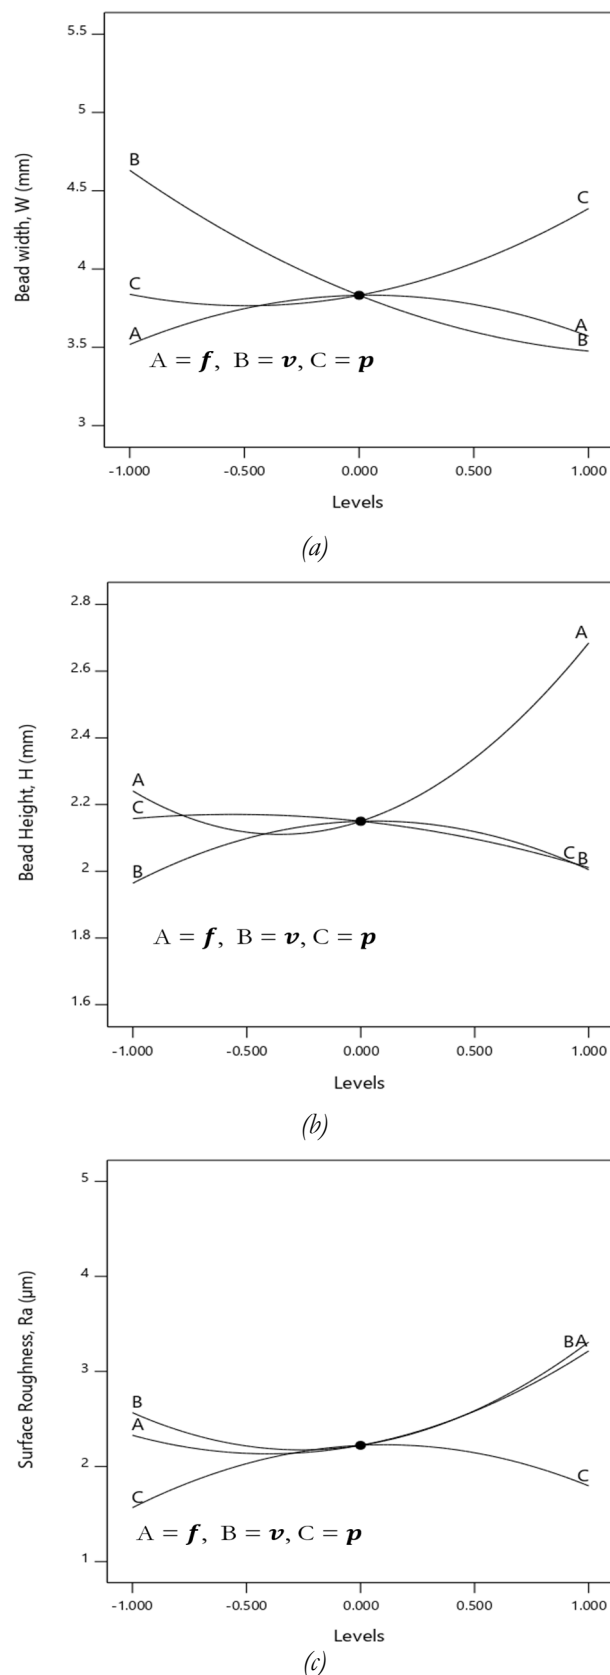 5.5
5
4.5
4
3.5
3
Bead width, W (mm)
B
C
A
C
A
B
A = f, B = v, C = p
-1.000 -0.500 0.000 0.500 1.000
Levels
(a)
2.8
2.6
2.4
2.2
2
1.8
1.6
Bead Height, H (mm)
A
A
C
B
C B
A = f, B = v, C = p
-1.000 -0.500 0.000 0.500 1.000
Levels
(b)
5
4
3
2
1
Surface Roughness, Ra (μm)
B A
B
A
C
C
A = f, B = v, C = p
-1.000 -0.500 0.000 0.500 1.000
Levels
(c)